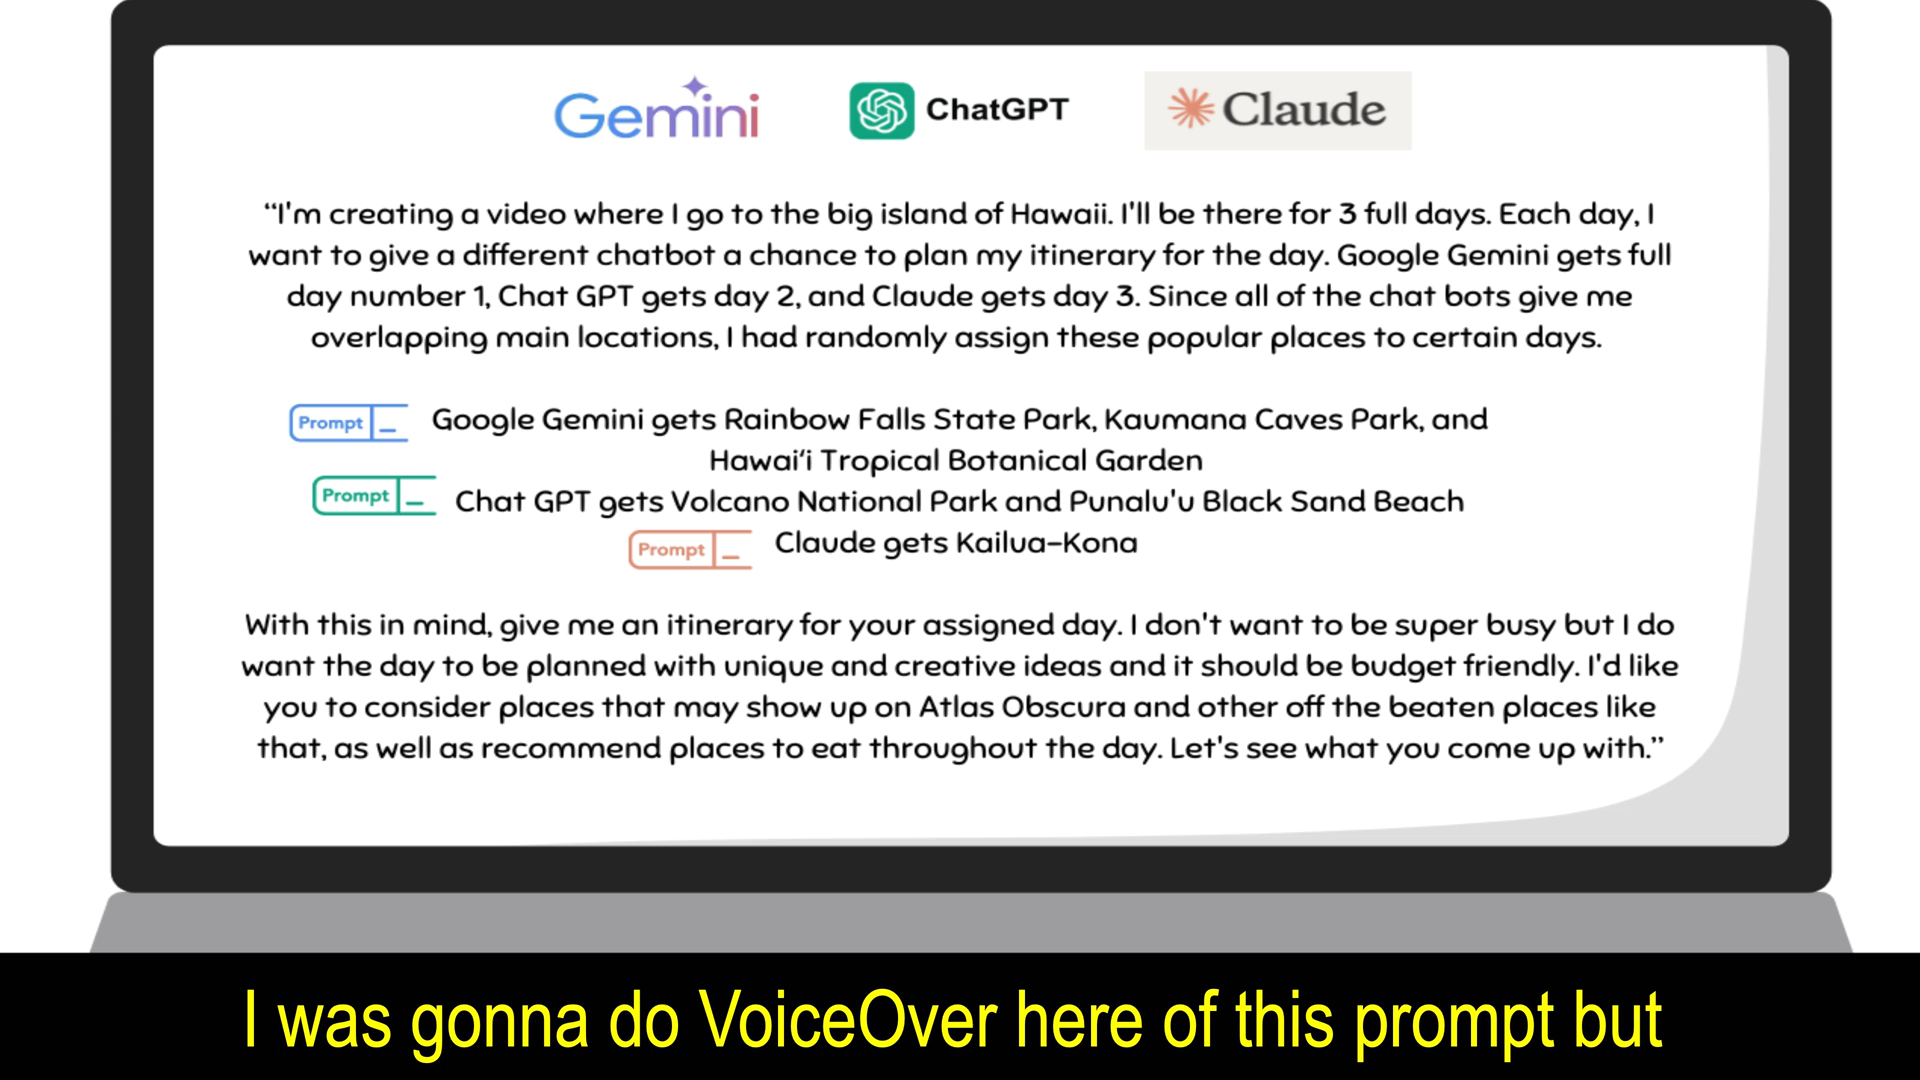 Gemini ChatGPT Claude
“I'm creating a video where I go to the big island of Hawaii. I'll be there for 3 full days. Each day, I
want to give a different chatbot a chance to plan my itinerary for the day. Google Gemini gets full
day number 1, Chat GPT gets day 2, and Claude gets day 3. Since all of the chat bots give me
overlapping main locations, I had randomly assign these popular places to certain days.
Prompt _ Google Gemini gets Rainbow Falls State Park, Kaumana Caves Park, and
Hawaiʻi Tropical Botanical Garden
Prompt _ Chat GPT gets Volcano National Park and Punalu'u Black Sand Beach
Prompt _ Claude gets Kailua-Kona
With this in mind, give me an itinerary for your assigned day. I don't want to be super busy but I do
want the day to be planned with unique and creative ideas and it should be budget friendly. I'd like
you to consider places that may show up on Atlas Obscura and other off the beaten places like
that, as well as recommend places to eat throughout the day. Let's see what you come up with.”
I was gonna do VoiceOver here of this prompt but